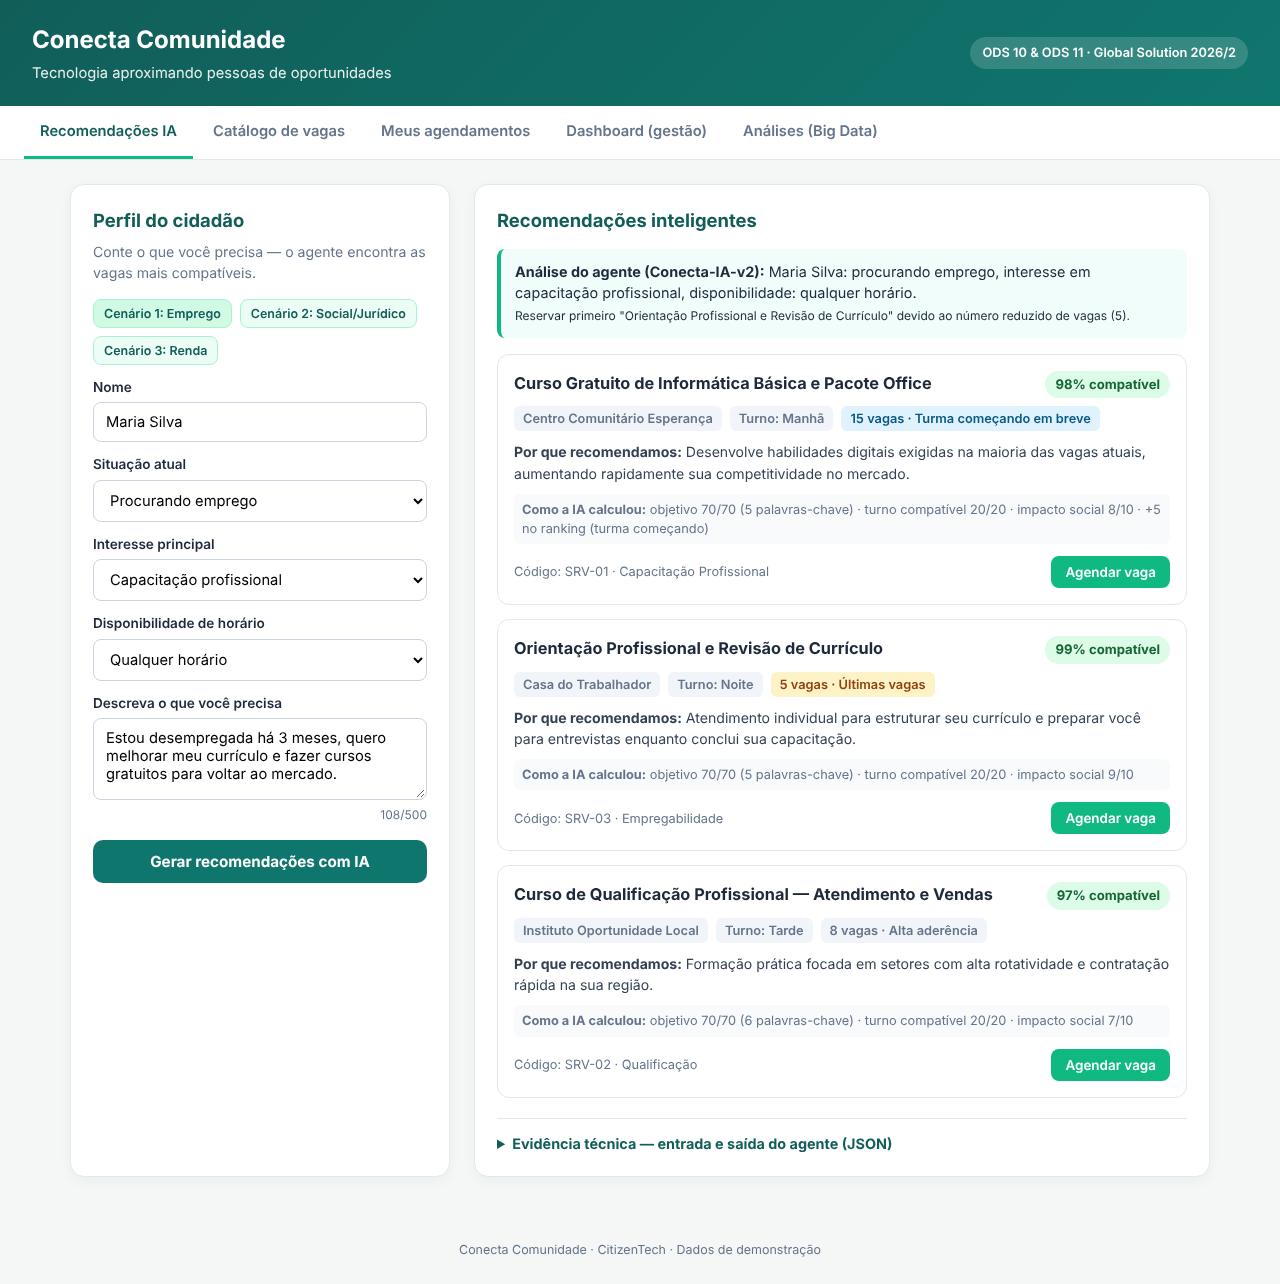 Conecta Comunidade
Tecnologia aproximando pessoas de oportunidades
ODS 10 & ODS 11 · Global Solution 2026/2
Recomendações IA
Catálogo de vagas
Meus agendamentos
Dashboard (gestão)
Análises (Big Data)
Perfil do cidadão
Conte o que você precisa — o agente encontra as
vagas mais compatíveis.
Cenário 1: Emprego
Cenário 2: Social/Jurídico
Cenário 3: Renda
Nome
Maria Silva
Situação atual
Procurando emprego
Interesse principal
Capacitação profissional
Disponibilidade de horário
Qualquer horário
Descreva o que você precisa
Estou desempregada há 3 meses, quero
melhorar meu currículo e fazer cursos
gratuitos para voltar ao mercado.
108/500
Gerar recomendações com IA
Recomendações inteligentes
Análise do agente (Conecta-IA-v2): Maria Silva: procurando emprego, interesse em
capacitação profissional, disponibilidade: qualquer horário.
Reservar primeiro "Orientação Profissional e Revisão de Currículo" devido ao número reduzido de vagas (5).
Curso Gratuito de Informática Básica e Pacote Office
98% compatível
Centro Comunitário Esperança
Turno: Manhã
15 vagas · Turma começando em breve
Por que recomendamos: Desenvolve habilidades digitais exigidas na maioria das vagas atuais,
aumentando rapidamente sua competitividade no mercado.
Como a IA calculou: objetivo 70/70 (5 palavras-chave) · turno compatível 20/20 · impacto social 8/10 · +5
no ranking (turma começando)
Código: SRV-01 · Capacitação Profissional
Agendar vaga
Orientação Profissional e Revisão de Currículo
99% compatível
Casa do Trabalhador
Turno: Noite
5 vagas · Últimas vagas
Por que recomendamos: Atendimento individual para estruturar seu currículo e preparar você
para entrevistas enquanto conclui sua capacitação.
Como a IA calculou: objetivo 70/70 (5 palavras-chave) · turno compatível 20/20 · impacto social 9/10
Código: SRV-03 · Empregabilidade
Agendar vaga
Curso de Qualificação Profissional — Atendimento e Vendas
97% compatível
Instituto Oportunidade Local
Turno: Tarde
8 vagas · Alta aderência
Por que recomendamos: Formação prática focada em setores com alta rotatividade e contratação
rápida na sua região.
Como a IA calculou: objetivo 70/70 (6 palavras-chave) · turno compatível 20/20 · impacto social 7/10
Código: SRV-02 · Qualificação
Agendar vaga
Evidência técnica — entrada e saída do agente (JSON)
Conecta Comunidade · CitizenTech · Dados de demonstração